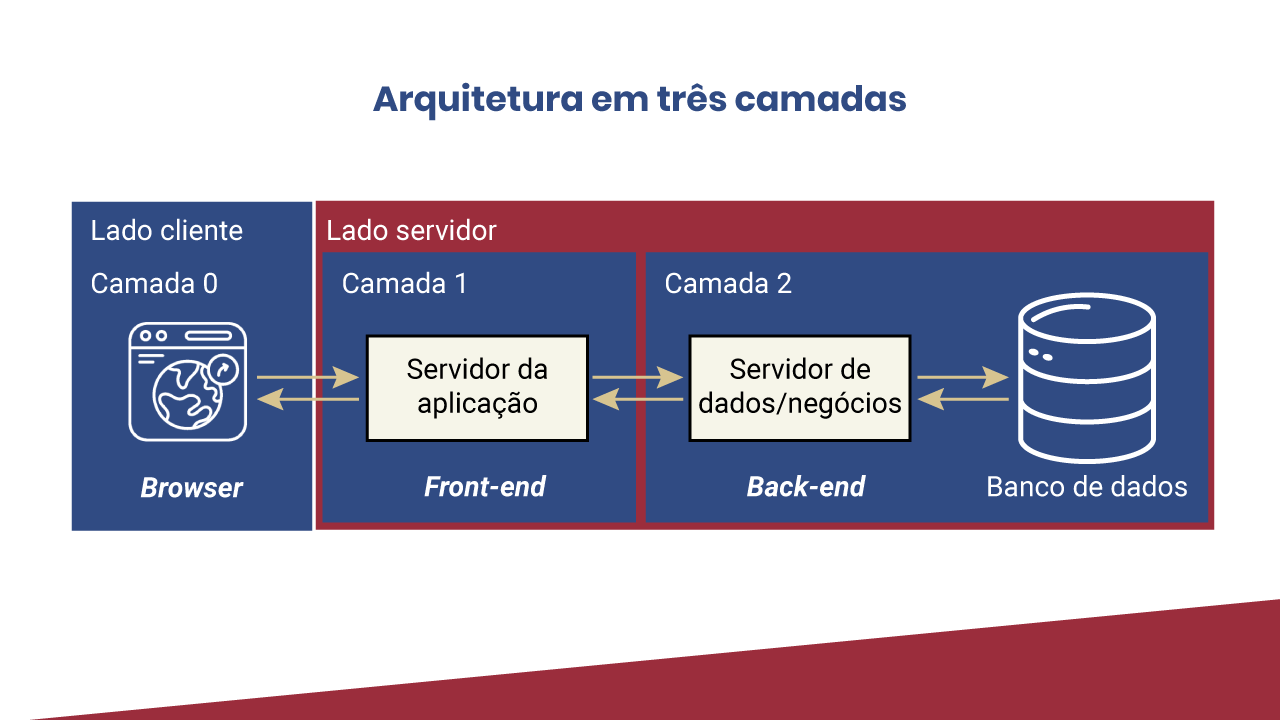 Arquitetura em três camadas
Lado cliente
Lado servidor
Camada 0
Camada 1
Camada 2
Servidor da
aplicação
Servidor de
dados/negócios
Browser
Front-end
Back-end
Banco de dados